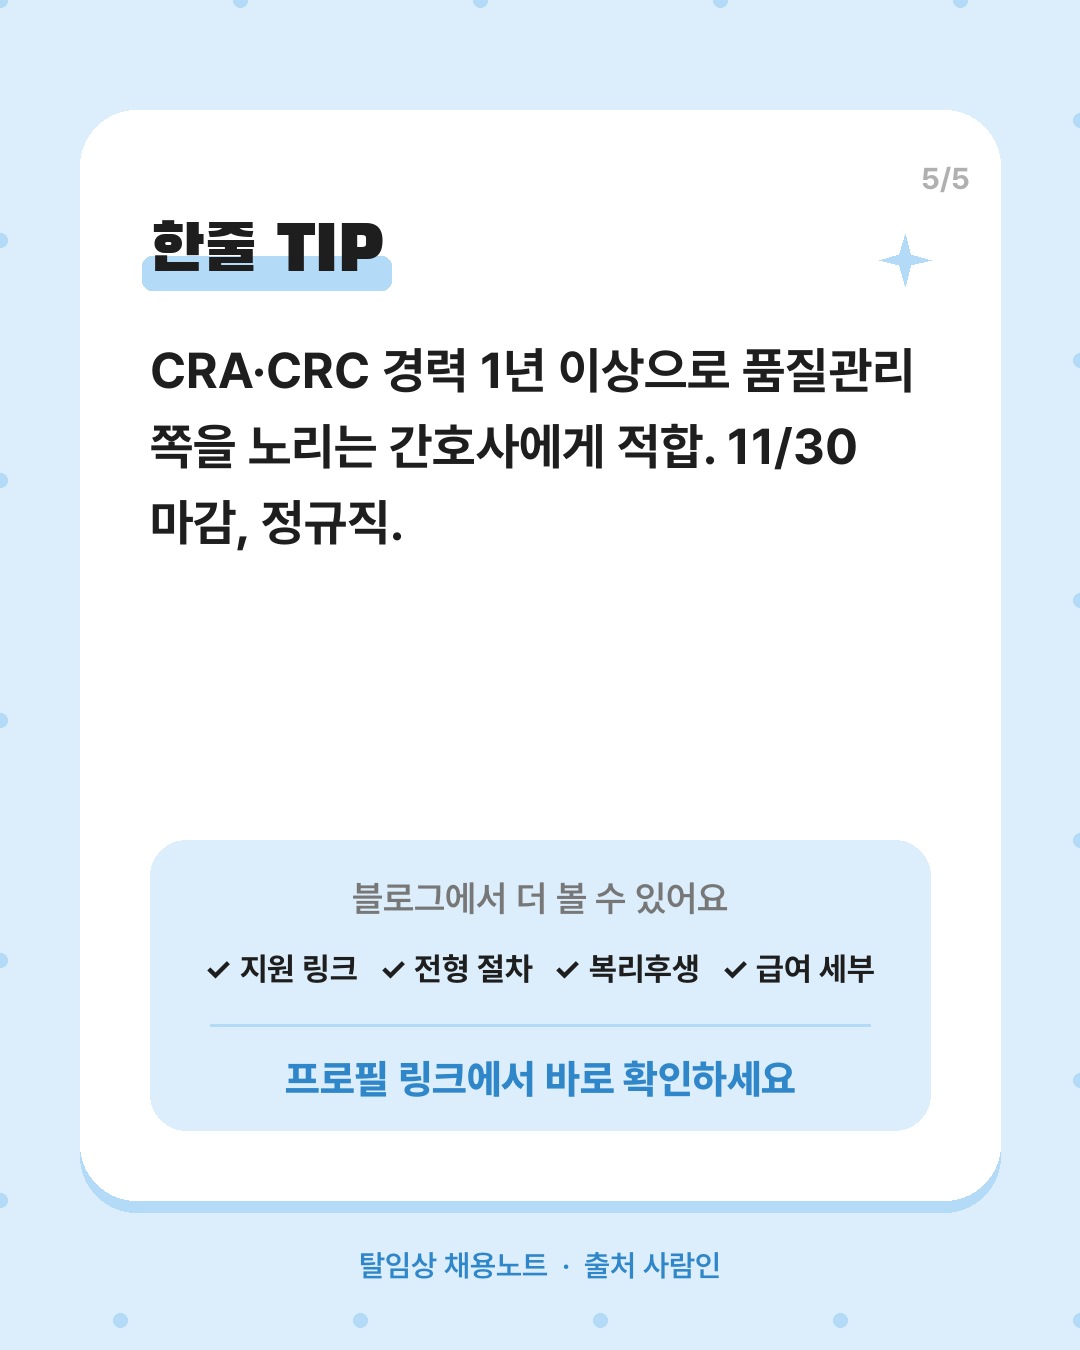 5/5
한줄 TIP
CRA·CRC 경력 1년 이상으로 품질관리
쪽을 노리는 간호사에게 적합. 11/30
마감, 정규직.
블로그에서 더 볼 수 있어요
✓ 지원 링크 ✓ 전형 절차 ✓ 복리후생 ✓ 급여 세부
프로필 링크에서 바로 확인하세요
탈임상 채용노트 · 출처 사람인